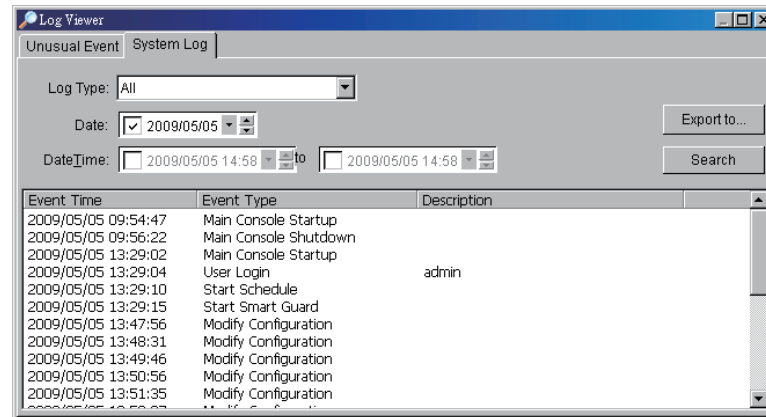 Log Viewer
Unusual Event System Log
Log Type: All
Date: 2009/05/05
Export to...
DateTime: 2009/05/05 14:58 to 2009/05/05 14:58
Search
Event Time Event Type Description
2009/05/05 09:54:47 Main Console Startup
2009/05/05 09:56:22 Main Console Shutdown
2009/05/05 13:29:02 Main Console Startup
2009/05/05 13:29:04 User Login admin
2009/05/05 13:29:10 Start Schedule
2009/05/05 13:29:15 Start Smart Guard
2009/05/05 13:47:56 Modify Configuration
2009/05/05 13:48:31 Modify Configuration
2009/05/05 13:49:46 Modify Configuration
2009/05/05 13:50:56 Modify Configuration
2009/05/05 13:51:35 Modify Configuration